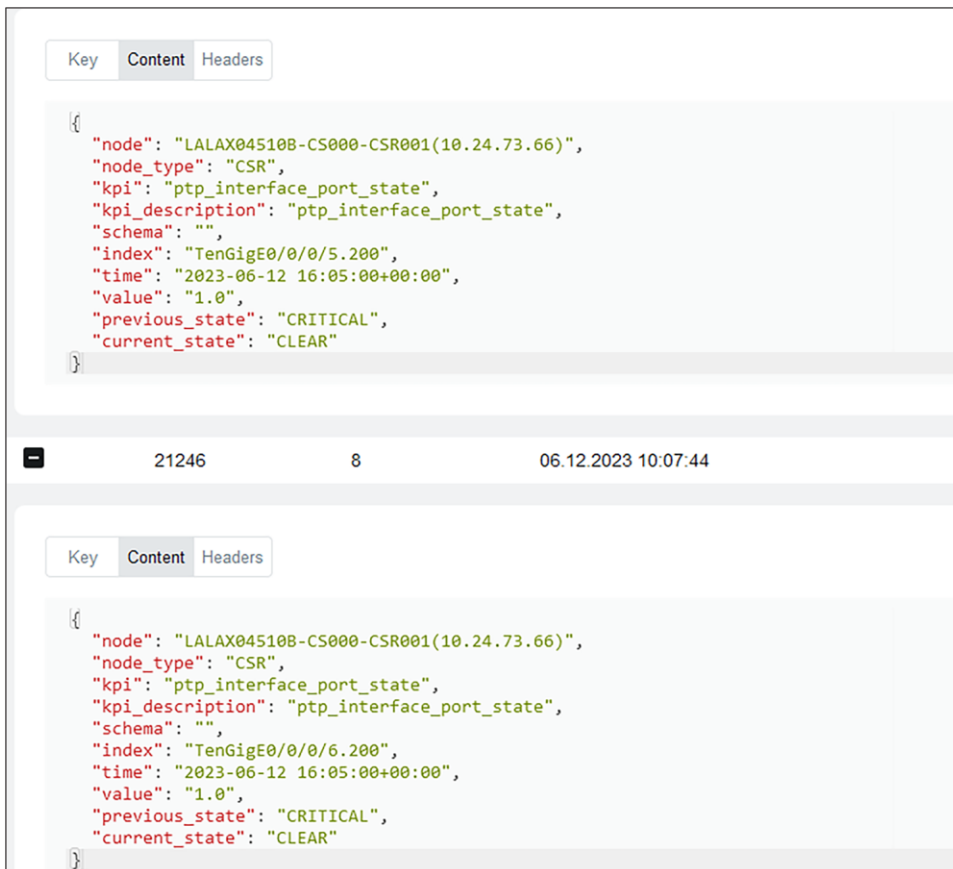 Key Content Headers
{
"node": "LALAX04510B-CS000-CSR001(10.24.73.66)",
"node_type": "CSR",
"kpi": "ptp_interface_port_state",
"kpi_description": "ptp_interface_port_state",
"schema": "",
"index": "TenGigE0/0/0/5.200",
"time": "2023-06-12 16:05:00+00:00",
"value": "1.0",
"previous_state": "CRITICAL",
"current_state": "CLEAR"
}
21246 8 06.12.2023 10:07:44
Key Content Headers
{
"node": "LALAX04510B-CS000-CSR001(10.24.73.66)",
"node_type": "CSR",
"kpi": "ptp_interface_port_state",
"kpi_description": "ptp_interface_port_state",
"schema": "",
"index": "TenGigE0/0/0/6.200",
"time": "2023-06-12 16:05:00+00:00",
"value": "1.0",
"previous_state": "CRITICAL",
"current_state": "CLEAR"
}